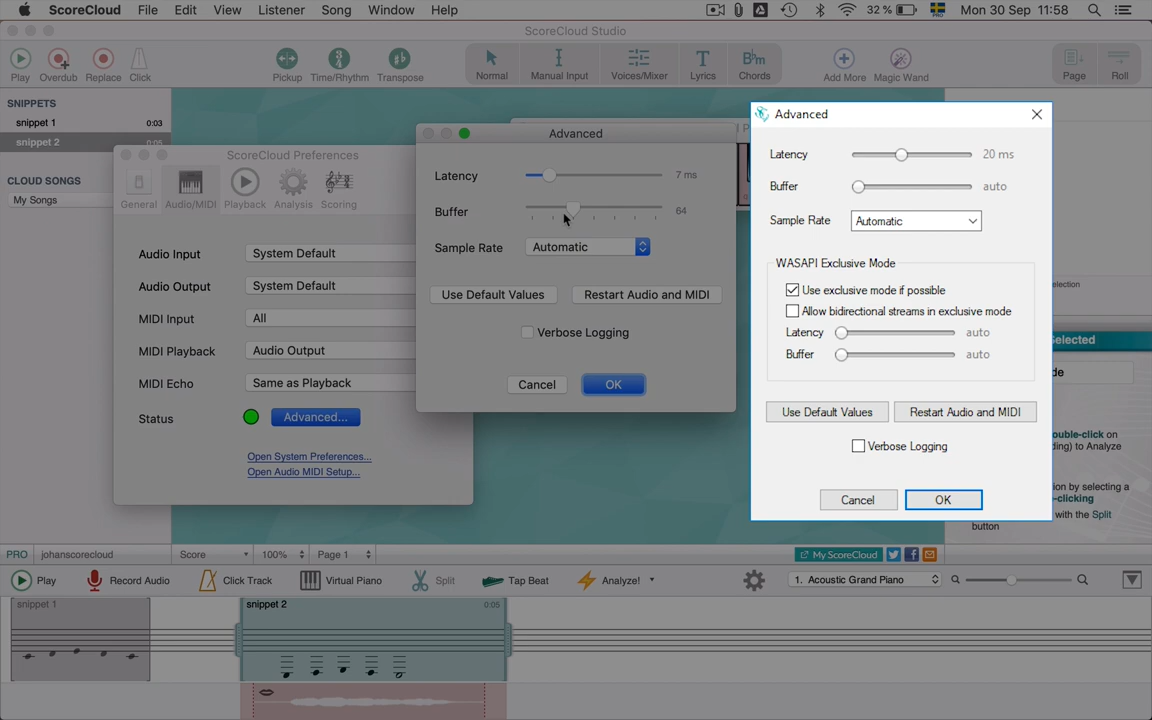 ScoreCloud File Edit View Listener Song Window Help 32 % PRO Mon 30 Sep 11:58
ScoreCloud Studio
Play Overdub Replace Click Pickup Time/Rhythm Transpose Normal Manual Input Voices/Mixer Lyrics Chords Add More Magic Wand Page Roll
SNIPPETS
snippet 1 0:03
snippet 2 0:05
CLOUD SONGS
My Songs
ScoreCloud Preferences
General Audio/MIDI Playback Analysis Scoring
Audio Input System Default
Audio Output System Default
MIDI Input All
MIDI Playback Audio Output
MIDI Echo Same as Playback
Status Advanced...
Open System Preferences...
Open Audio MIDI Setup...
Advanced
Latency 7 ms
Buffer 64
Sample Rate Automatic
Use Default Values Restart Audio and MIDI
Verbose Logging
Cancel OK
Advanced
Latency 20 ms
Buffer auto
Sample Rate Automatic
WASAPI Exclusive Mode
Use exclusive mode if possible
Allow bidirectional streams in exclusive mode
Latency auto
Buffer auto
Use Default Values Restart Audio and MIDI
Verbose Logging
Cancel OK
election
elected
de
ouble-click on
ding) to Analyze
ion by selecting a
-clicking
with the Split
button
PRO johanscorecloud Score 100% Page 1 My ScoreCloud
Play Record Audio Click Track Virtual Piano Split Tap Beat Analyze! 1. Acoustic Grand Piano
snippet 1 snippet 2 0:05